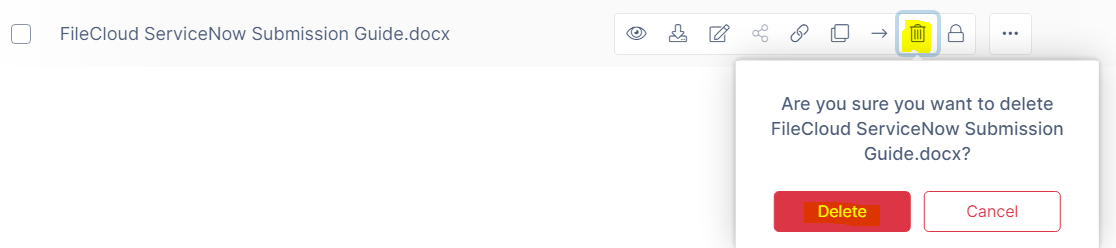 FileCloud ServiceNow Submission Guide.docx
Are you sure you want to delete
FileCloud ServiceNow Submission
Guide.docx?
Delete
Cancel